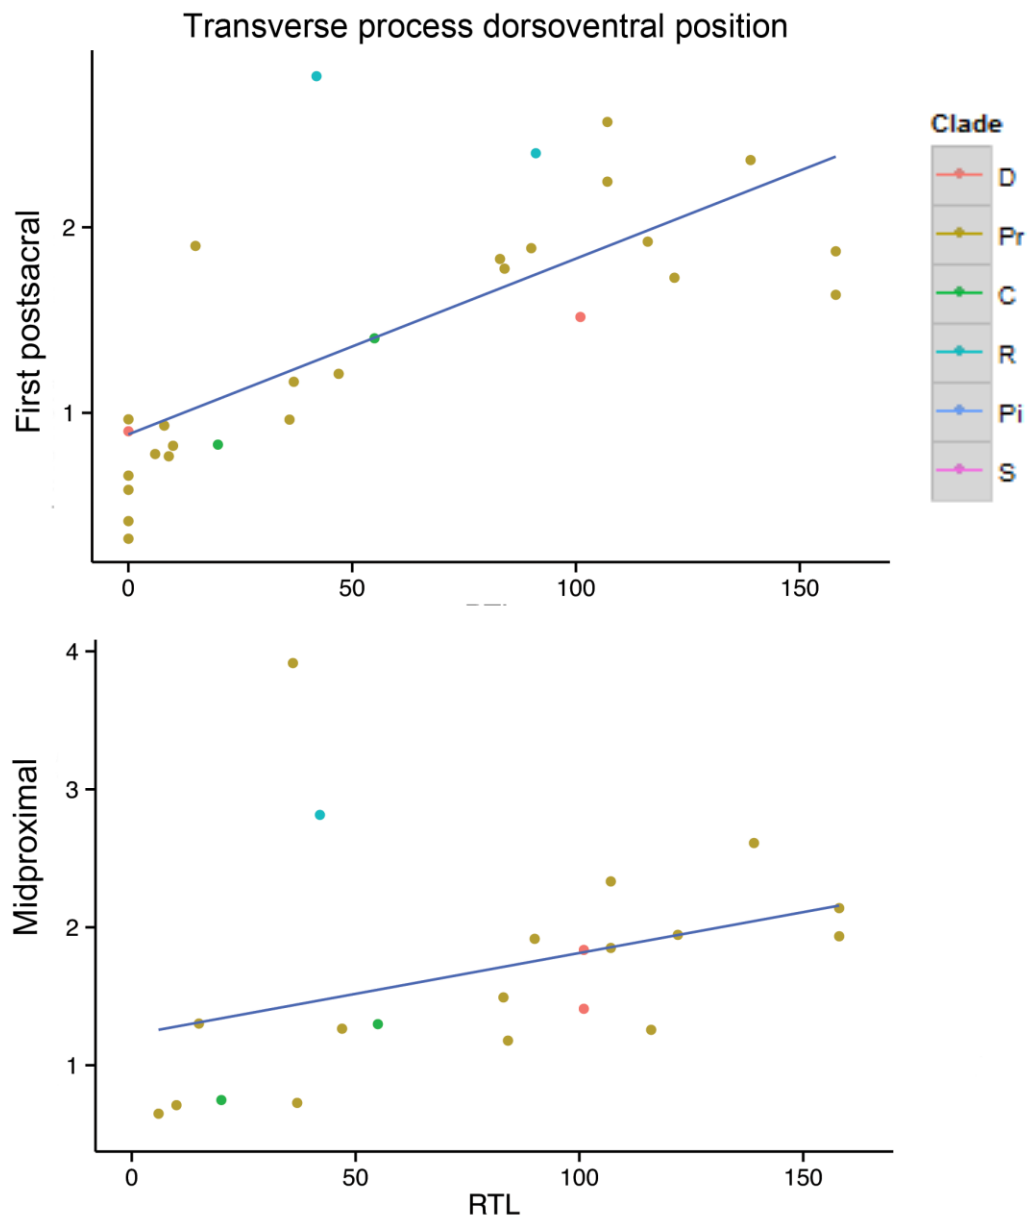 Transverse process dorsoventral position
First postsacral
2
1
0 50 100 150
Clade
D
Pr
C
R
Pi
S
Midproximal
4
3
2
1
0 50 100 150
RTL